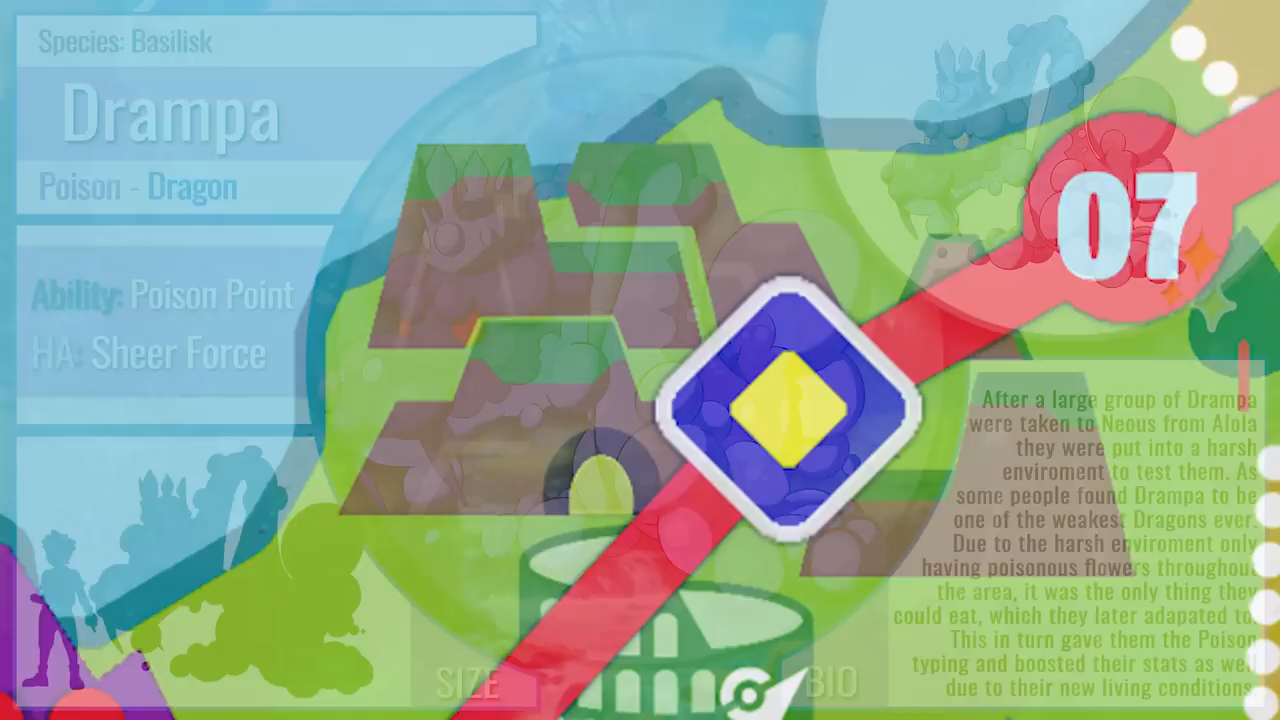 Species: Basilisk
Drampa
Poison - Dragon
Ability: Poison Point
HA: Sheer Force
07
After a large group of Drampa
were taken to Neous from Alola
they were put into a harsh
enviroment to test them. As
some people found Drampa to be
one of the weakest Dragons ever.
Due to the harsh enviroment only
having poisonous flowers throughout
the area, it was the only thing they
could eat, which they later adapated to.
This in turn gave them the Poison
typing and boosted their stats as well
due to their new living conditions.
SIZE
BIO